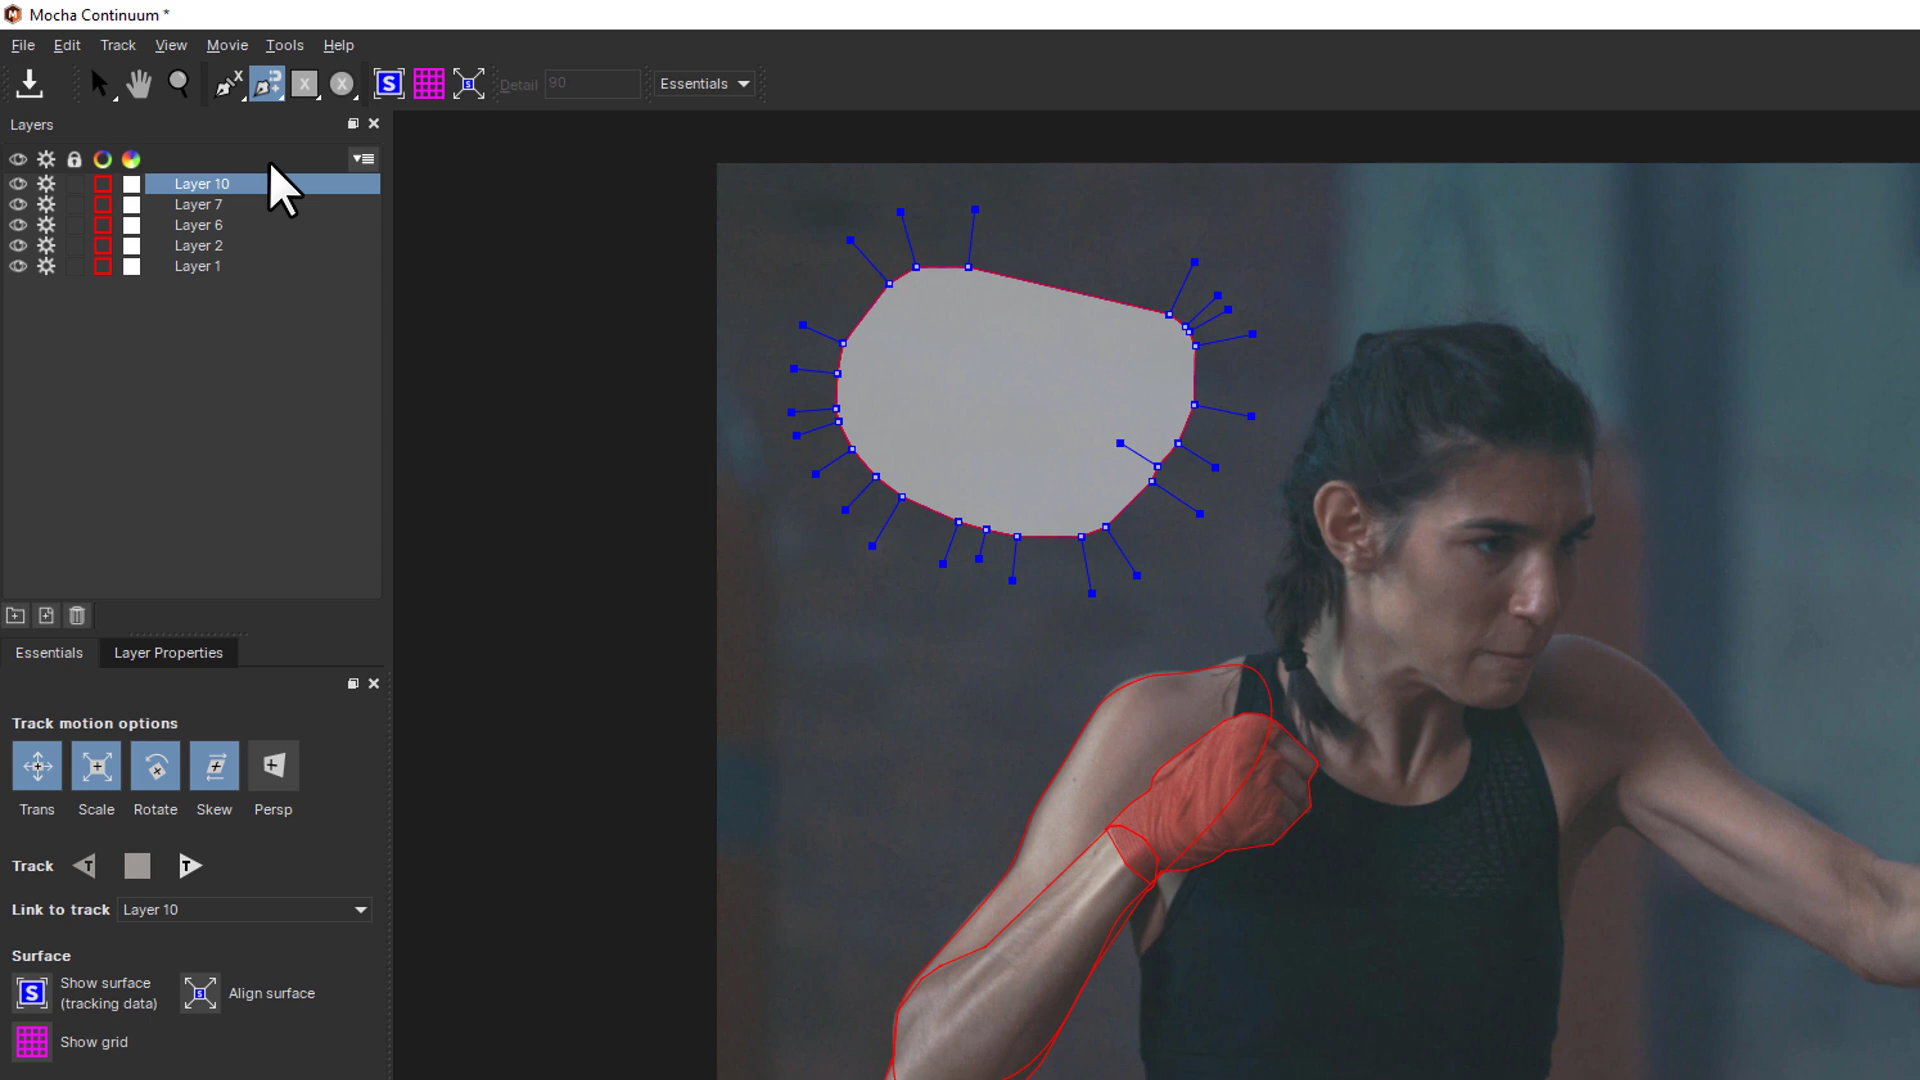 Mocha Continuum *
File Edit Track View Movie Tools Help
Detail 90 Essentials
Layers
Layer 10
Layer 7
Layer 6
Layer 2
Layer 1
Essentials Layer Properties
Track motion options
Trans Scale Rotate Skew Persp
Track
Link to track Layer 10
Surface
Show surface
(tracking data)
Align surface
Show grid